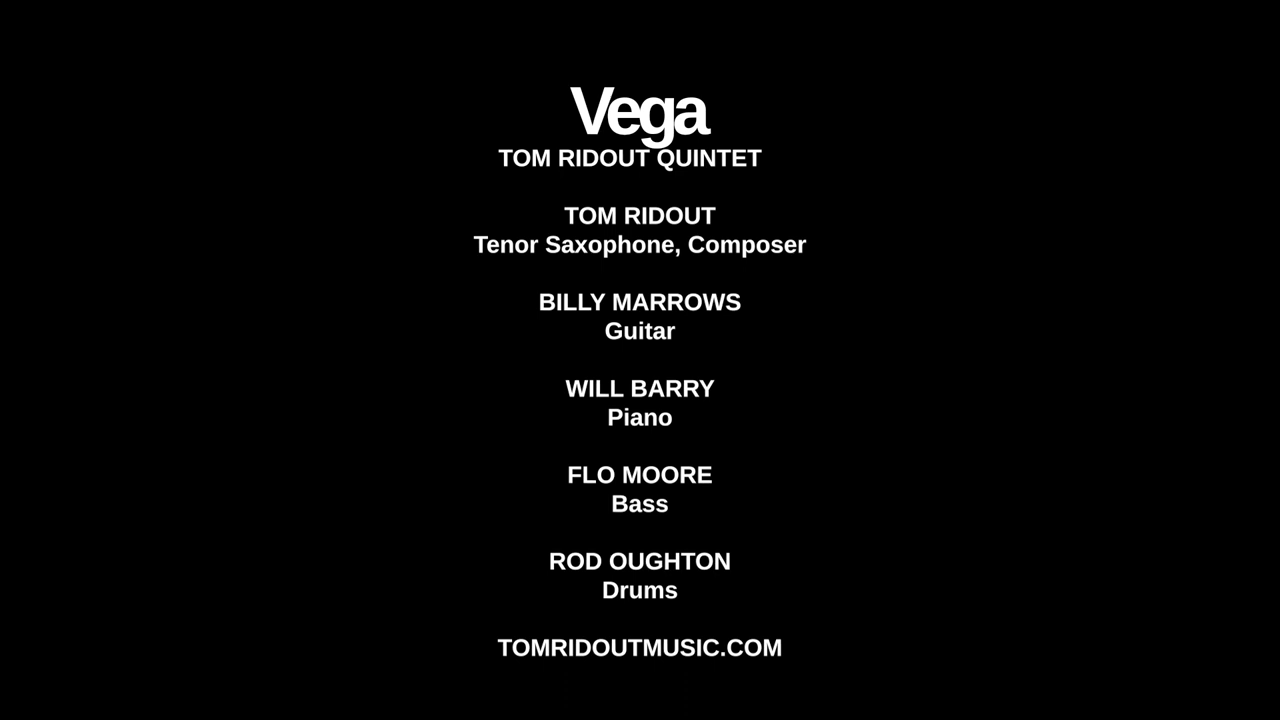 Vega
TOM RIDOUT QUINTET
TOM RIDOUT
Tenor Saxophone, Composer
BILLY MARROWS
Guitar
WILL BARRY
Piano
FLO MOORE
Bass
ROD OUGHTON
Drums
TOMRIDOUTMUSIC.COM